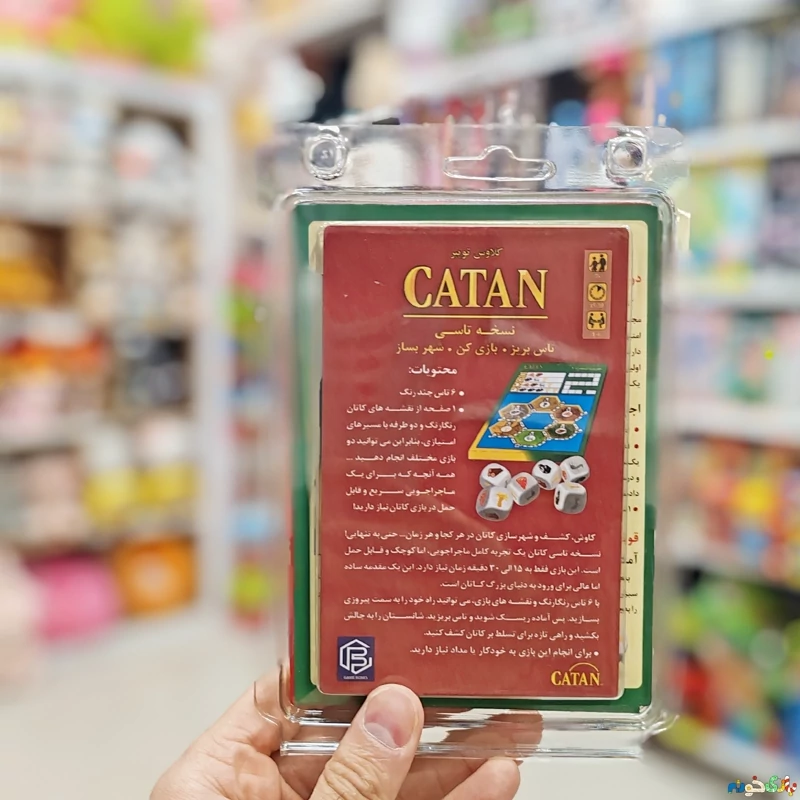 کلاوس تویبر
CATAN
نسخه تاسی
تاس بریز • بازی کن • شهر بساز
محتویات:
• ۶ تاس چند رنگ
• ۱ صفحه از نقشه های کاتان
رنگارنگ و دو طرفه با مسیرهای
امتیازی، بنابراین می توانید دو
بازی مختلف انجام دهید ...
همه آنچه که برای یک
ماجراجویی سریع و قابل
حمل در بازی کاتان نیاز دارید!
CATAN
کاوش، کشف و شهرسازی کاتان در هر کجا و هر زمان... حتی به تنهایی!
نسخه تاسی کاتان یک تجربه کامل ماجراجویی، اما کوچک و قابل حمل
است. این بازی فقط به ۱۵ الی ۳۰ دقیقه زمان نیاز دارد. این یک مقدمه ساده
اما عالی برای ورود به دنیای بزرگ کاتان است.
با ۶ تاس رنگارنگ و نقشه های بازی، می توانید راه خود را به سمت پیروزی
بسازید. پس آماده ریسک شوید و تاس بریزید. شانستان را به چالش
بکشید و راهی تازه برای تسلط بر کاتان کشف کنید.
• برای انجام این بازی به خودکار یا مداد نیاز دارید.
CATAN